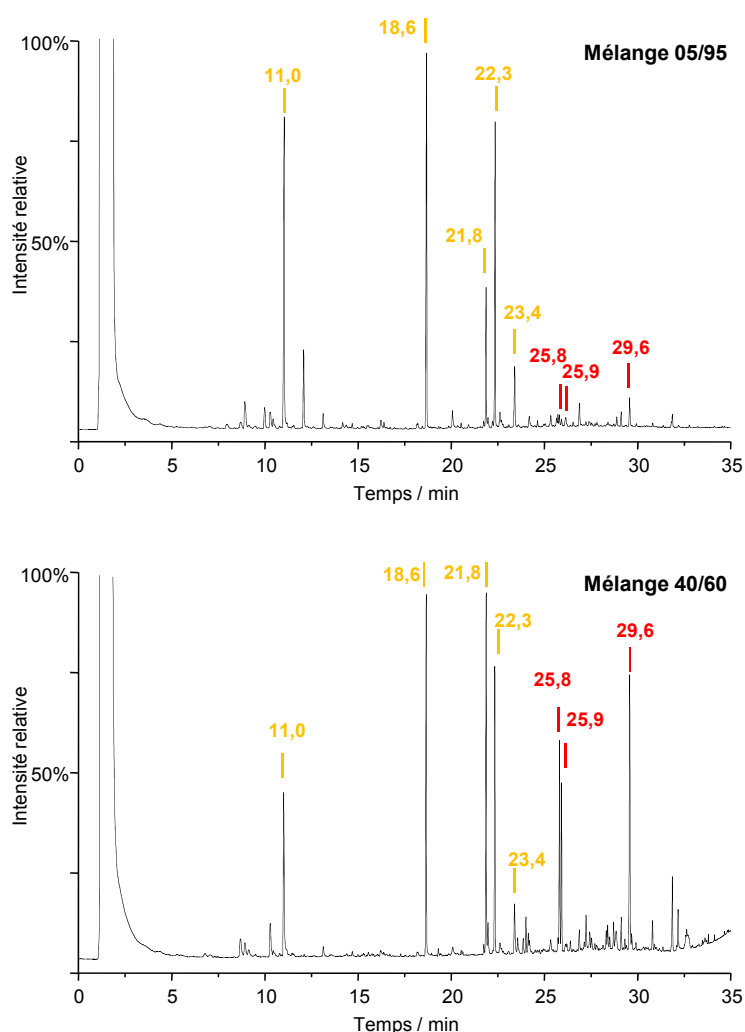 18,6
100%
Mélange 05/95
11,0
22,3
Intensité relative
50%
21,8
23,4
25,8
25,9
29,6
0 5 10 15 20 25 30 35
Temps / min
100%
18,6
21,8
Mélange 40/60
22,3
29,6
25,8
25,9
11,0
Intensité relative
50%
23,4
0 5 10 15 20 25 30 35
Temps / min